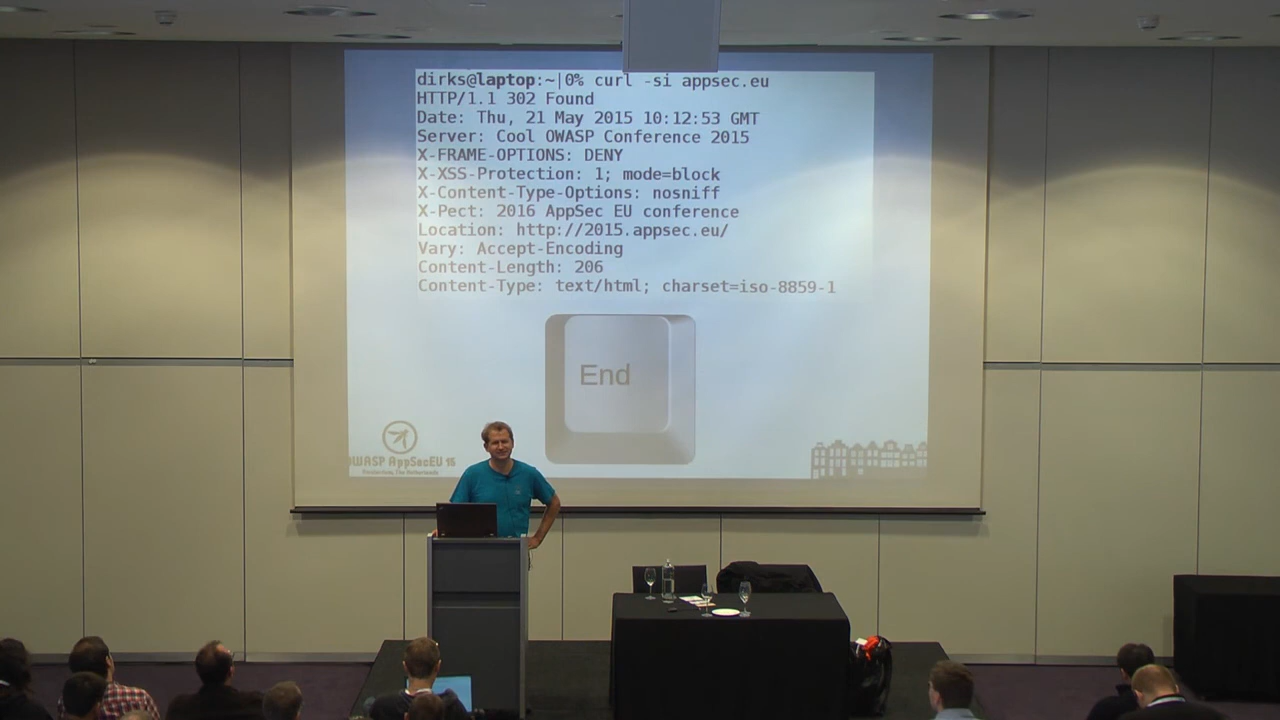 dirks@laptop:~|0% curl -si appsec.eu
HTTP/1.1 302 Found
Date: Thu, 21 May 2015 10:12:53 GMT
Server: Cool OWASP Conference 2015
X-FRAME-OPTIONS: DENY
X-XSS-Protection: 1; mode=block
X-Content-Type-Options: nosniff
X-Pect: 2016 AppSec EU conference
Location: http://2015.appsec.eu/
Vary: Accept-Encoding
Content-Length: 206
Content-Type: text/html; charset=iso-8859-1
End
OWASP AppSecEU 15
Amsterdam, The Netherlands